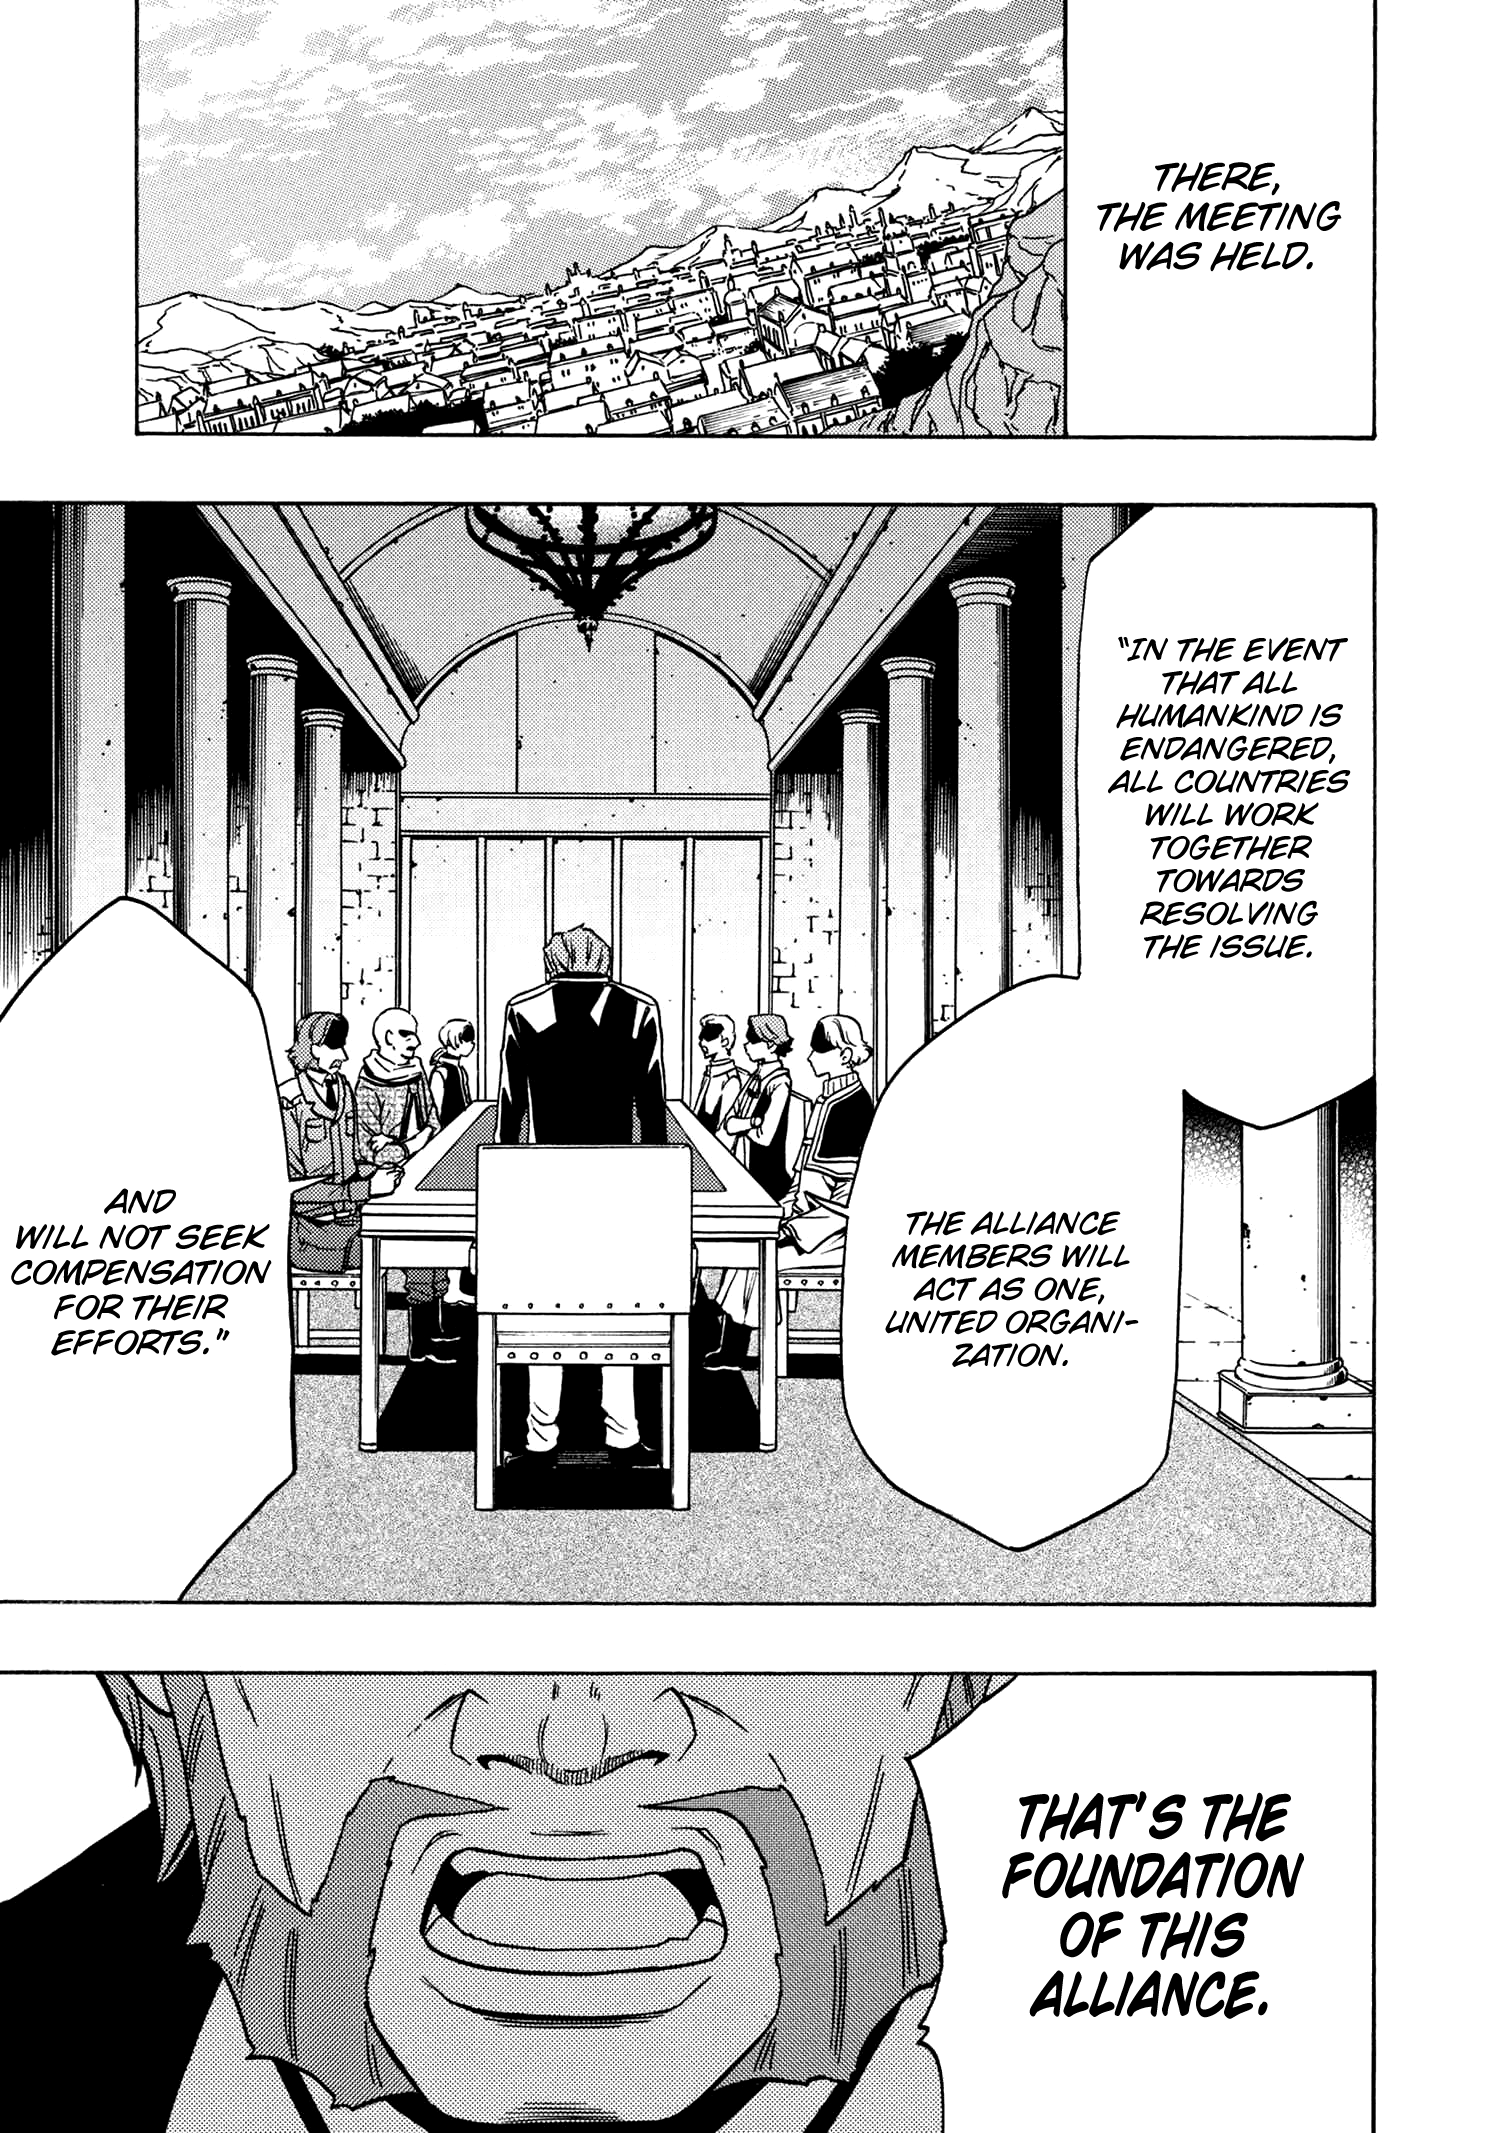 THERE,
THE MEETING
WAS HELD.
"IN THE EVENT
THAT ALL
HUMANKIND IS
ENDANGERED,
ALL COUNTRIES
WILL WORK
TOGETHER
TOWARDS
RESOLVING
THE ISSUE.
THE ALLIANCE
MEMBERS WILL
ACT AS ONE,
UNITED ORGANI-
ZATION.
AND
WILL NOT SEEK
COMPENSATION
FOR THEIR
EFFORTS."
THAT'S THE
FOUNDATION
OF THIS
ALLIANCE.